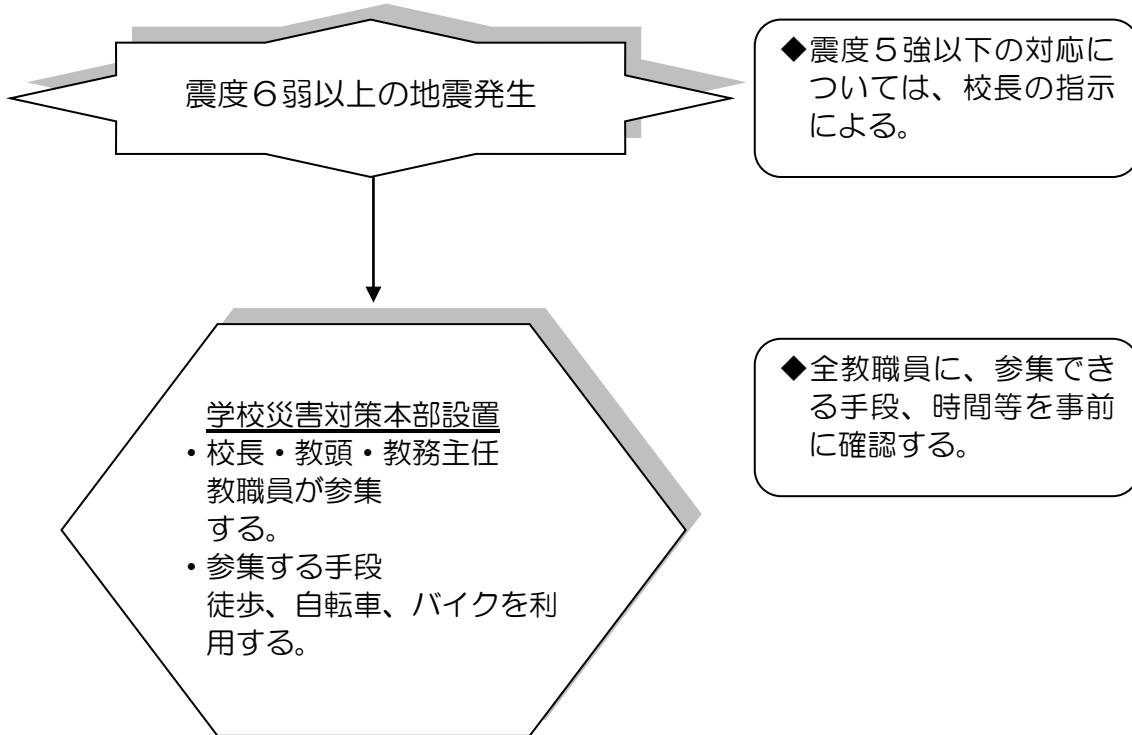 震度６弱以上の地震発生
◆震度５強以下の対応に
ついては、校長の指示
による。
学校災害対策本部設置
・校長・教頭・教務主任
教職員が参集
する。
・参集する手段
徒歩、自転車、バイクを利
用する。
◆全教職員に、参集でき
る手段、時間等を事前
に確認する。